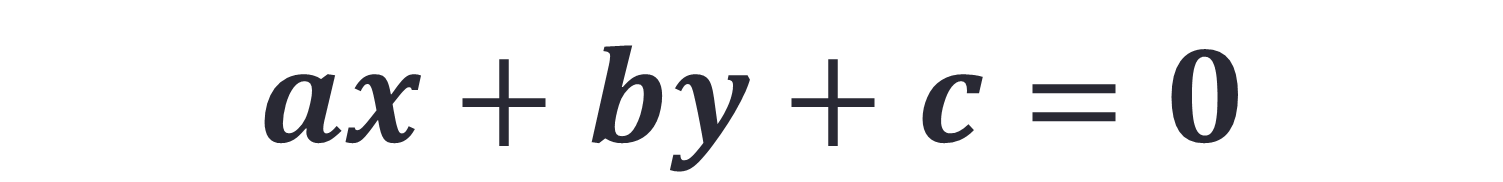 ax + by + c = 0